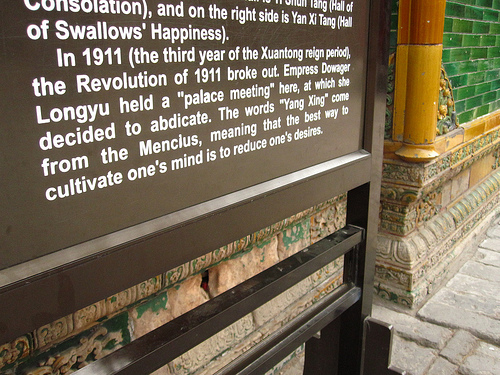 Consolation), and on the right side is Yan Xi Tang (Hall
of Swallows' Happiness).
In 1911 (the third year of the Xuantong reign period),
the Revolution of 1911 broke out. Empress Dowager
Longyu held a "palace meeting" here, at which she
decided to abdicate. The words "Yang Xing" come
from the Mencius, meaning that the best way to
cultivate one's mind is to reduce one's desires.